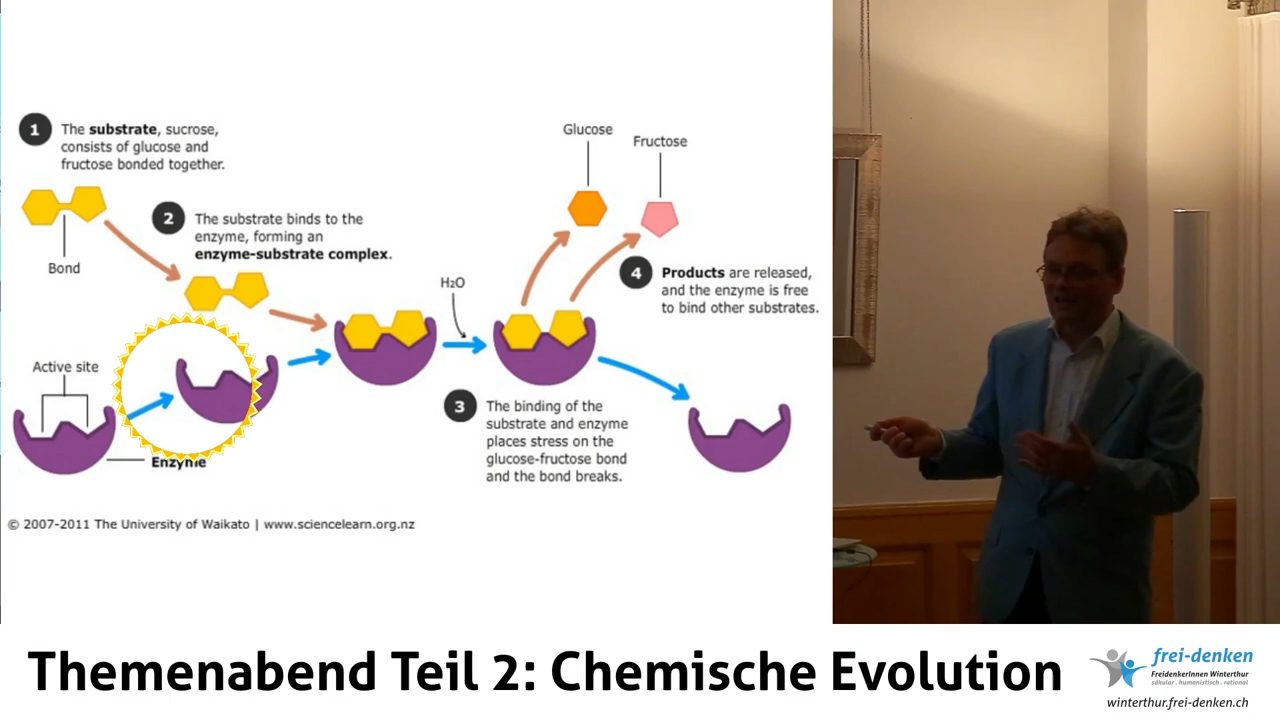 1
The substrate, sucrose,
consists of glucose and
fructose bonded together.
Bond
2
The substrate binds to the
enzyme, forming an
enzyme-substrate complex.
Active site
Enzyme
H2O
3
The binding of the
substrate and enzyme
places stress on the
glucose-fructose bond
and the bond breaks.
Glucose
Fructose
4
Products are released,
and the enzyme is free
to bind other substrates.
© 2007-2011 The University of Waikato | www.sciencelearn.org.nz
Themenabend Teil 2: Chemische Evolution
frei-denken
FreidenkerInnen Winterthur
säkular . humanistisch . rational
winterthur.frei-denken.ch